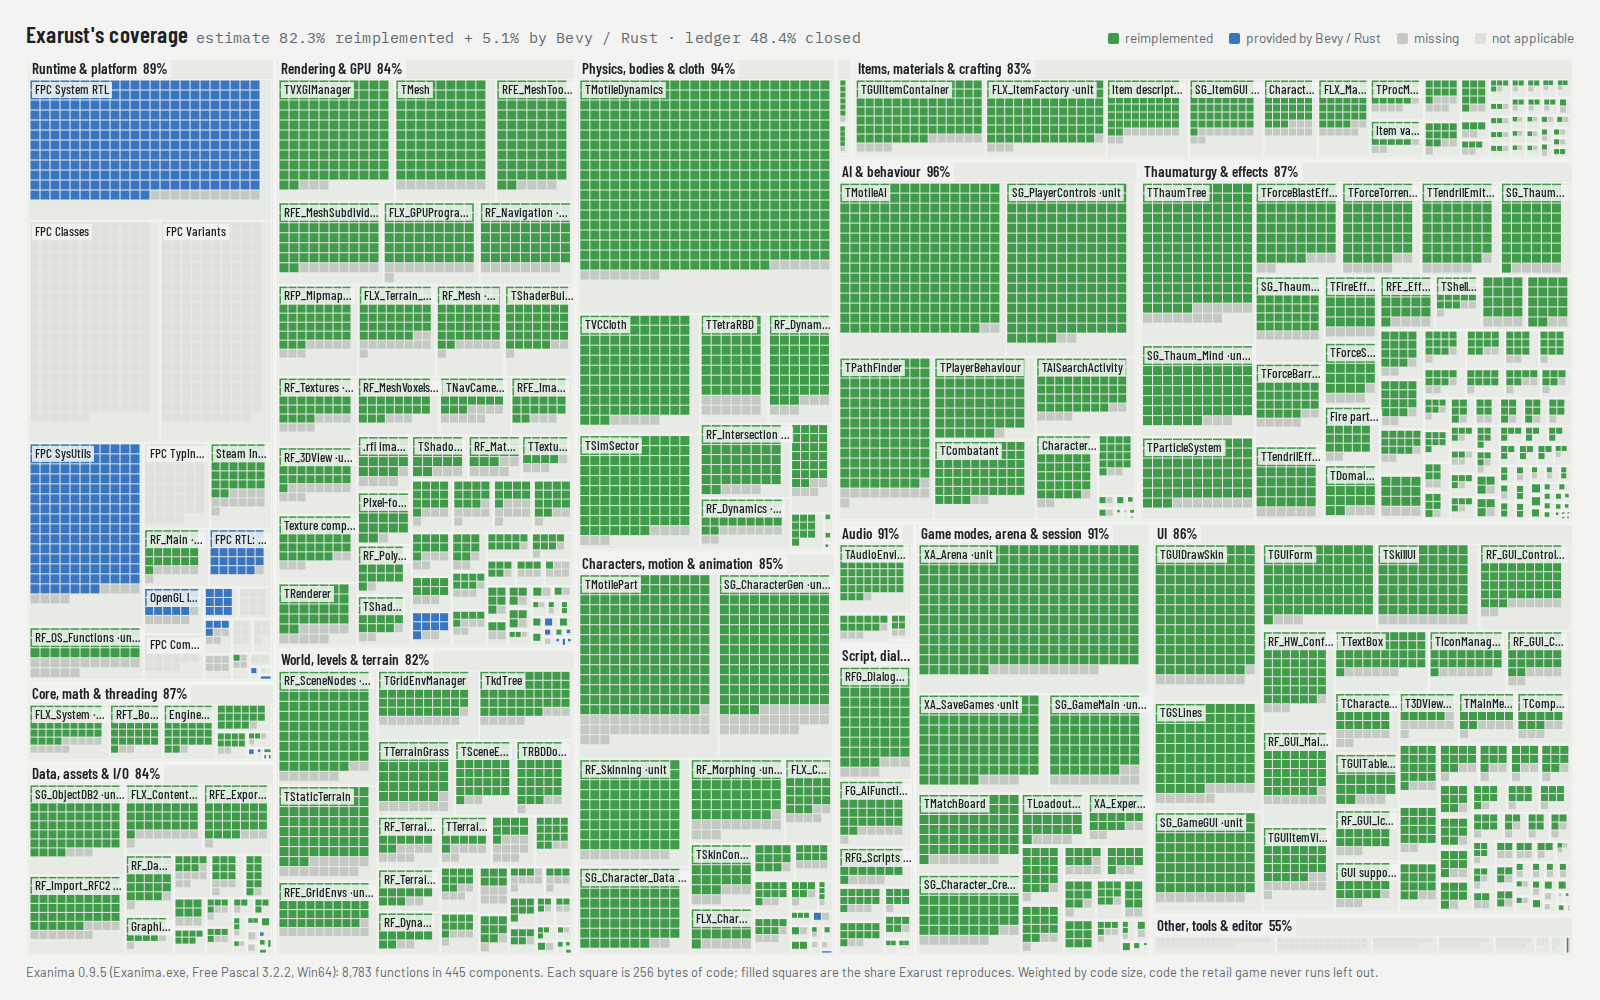 Exarust's coverage estimate 82.3% reimplemented + 5.1% by Bevy / Rust · ledger 48.4% closed
reimplemented
provided by Bevy / Rust
missing
not applicable
Runtime & platform 89%
FPC System RTL
FPC Classes
FPC Variants
FPC SysUtils
FPC TypIn...
Steam In...
RF_Main ·...
FPC RTL: ...
OpenGL I...
RF_OS_Functions ·un...
FPC Com...
Core, math & threading 87%
FLX_System ·...
RFT_Bo...
Engine...
Data, assets & I/O 84%
SG_ObjectDB2 ·un...
FLX_Content...
RFE_Expor...
RF_Da...
RF_Import_RFC2 ...
Graphi...
Rendering & GPU 84%
TVXGIManager
TMesh
RFE_MeshToo...
RFE_MeshSubdivid...
FLX_GPUProgra...
RF_Navigation ·...
RFP_Mipmap...
FLX_Terrain_...
RF_Mesh ·...
TShaderBui...
RF_Textures ·...
RF_MeshVoxels...
TNavCame...
RFE_Ima...
RF_3DView ·u...
.rfi Ima...
TShado...
RF_Mat...
TTextu...
Pixel-fo...
Texture comp...
RF_Poly...
TRenderer
TShad...
World, levels & terrain 82%
RF_SceneNodes ·...
TGridEnvManager
TkdTree
TTerrainGrass
TSceneE...
TRBDDo...
TStaticTerrain
RF_Terrai...
TTerrai...
RF_Terrai...
RFE_GridEnvs ·un...
RF_Dyna...
Physics, bodies & cloth 94%
TMotileDynamics
TVCCloth
TTetraRBD
RF_Dynam...
TSimSector
RF_Intersection ...
RF_Dynamics ·...
Characters, motion & animation 85%
TMotilePart
SG_CharacterGen ·un...
RF_Skinning ·unit
RF_Morphing ·un...
FLX_C...
TSkinCon...
SG_Character_Data ...
FLX_Char...
Items, materials & crafting 83%
TGUIItemContainer
FLX_ItemFactory ·unit
Item descript...
SG_ItemGUI ...
Charact...
FLX_Ma...
TProcM...
Item va...
AI & behaviour 96%
TMotileAI
SG_PlayerControls ·unit
TPathFinder
TPlayerBehaviour
TAISearchActivity
TCombatant
Character...
Thaumaturgy & effects 87%
TThaumTree
TForceBlastEff...
TForceTorren...
TTendrilEmit...
SG_Thaum...
SG_Thaum...
TFireEff...
RFE_Eff...
TShell...
SG_Thaum_Mind ·un...
TForceS...
TForceBarr...
Fire part...
TParticleSystem
TTendrilEff...
TDomai...
Audio 91%
TAudioEnvi...
Script, dial...
RFG_Dialog...
FG_AIFuncti...
RFG_Scripts ...
Game modes, arena & session 91%
XA_Arena ·unit
XA_SaveGames ·unit
SG_GameMain ·un...
TMatchBoard
TLoadout...
XA_Exper...
SG_Character_Cre...
UI 86%
TGUIDrawSkin
TGUIForm
TSkillUI
RF_GUI_Control...
RF_HW_Conf...
TTextBox
TIconManag...
RF_GUI_C...
TGSLines
TCharacte...
T3DView...
TMainMe...
TComp...
RF_GUI_Mai...
TGUITable...
SG_GameGUI ·unit
RF_GUI_Ic...
TGUIItemVi...
GUI suppo...
Other, tools & editor 55%
Exanima 0.9.5 (Exanima.exe, Free Pascal 3.2.2, Win64): 8,783 functions in 445 components. Each square is 256 bytes of code; filled squares are the share Exarust reproduces. Weighted by code size, code the retail game never runs left out.